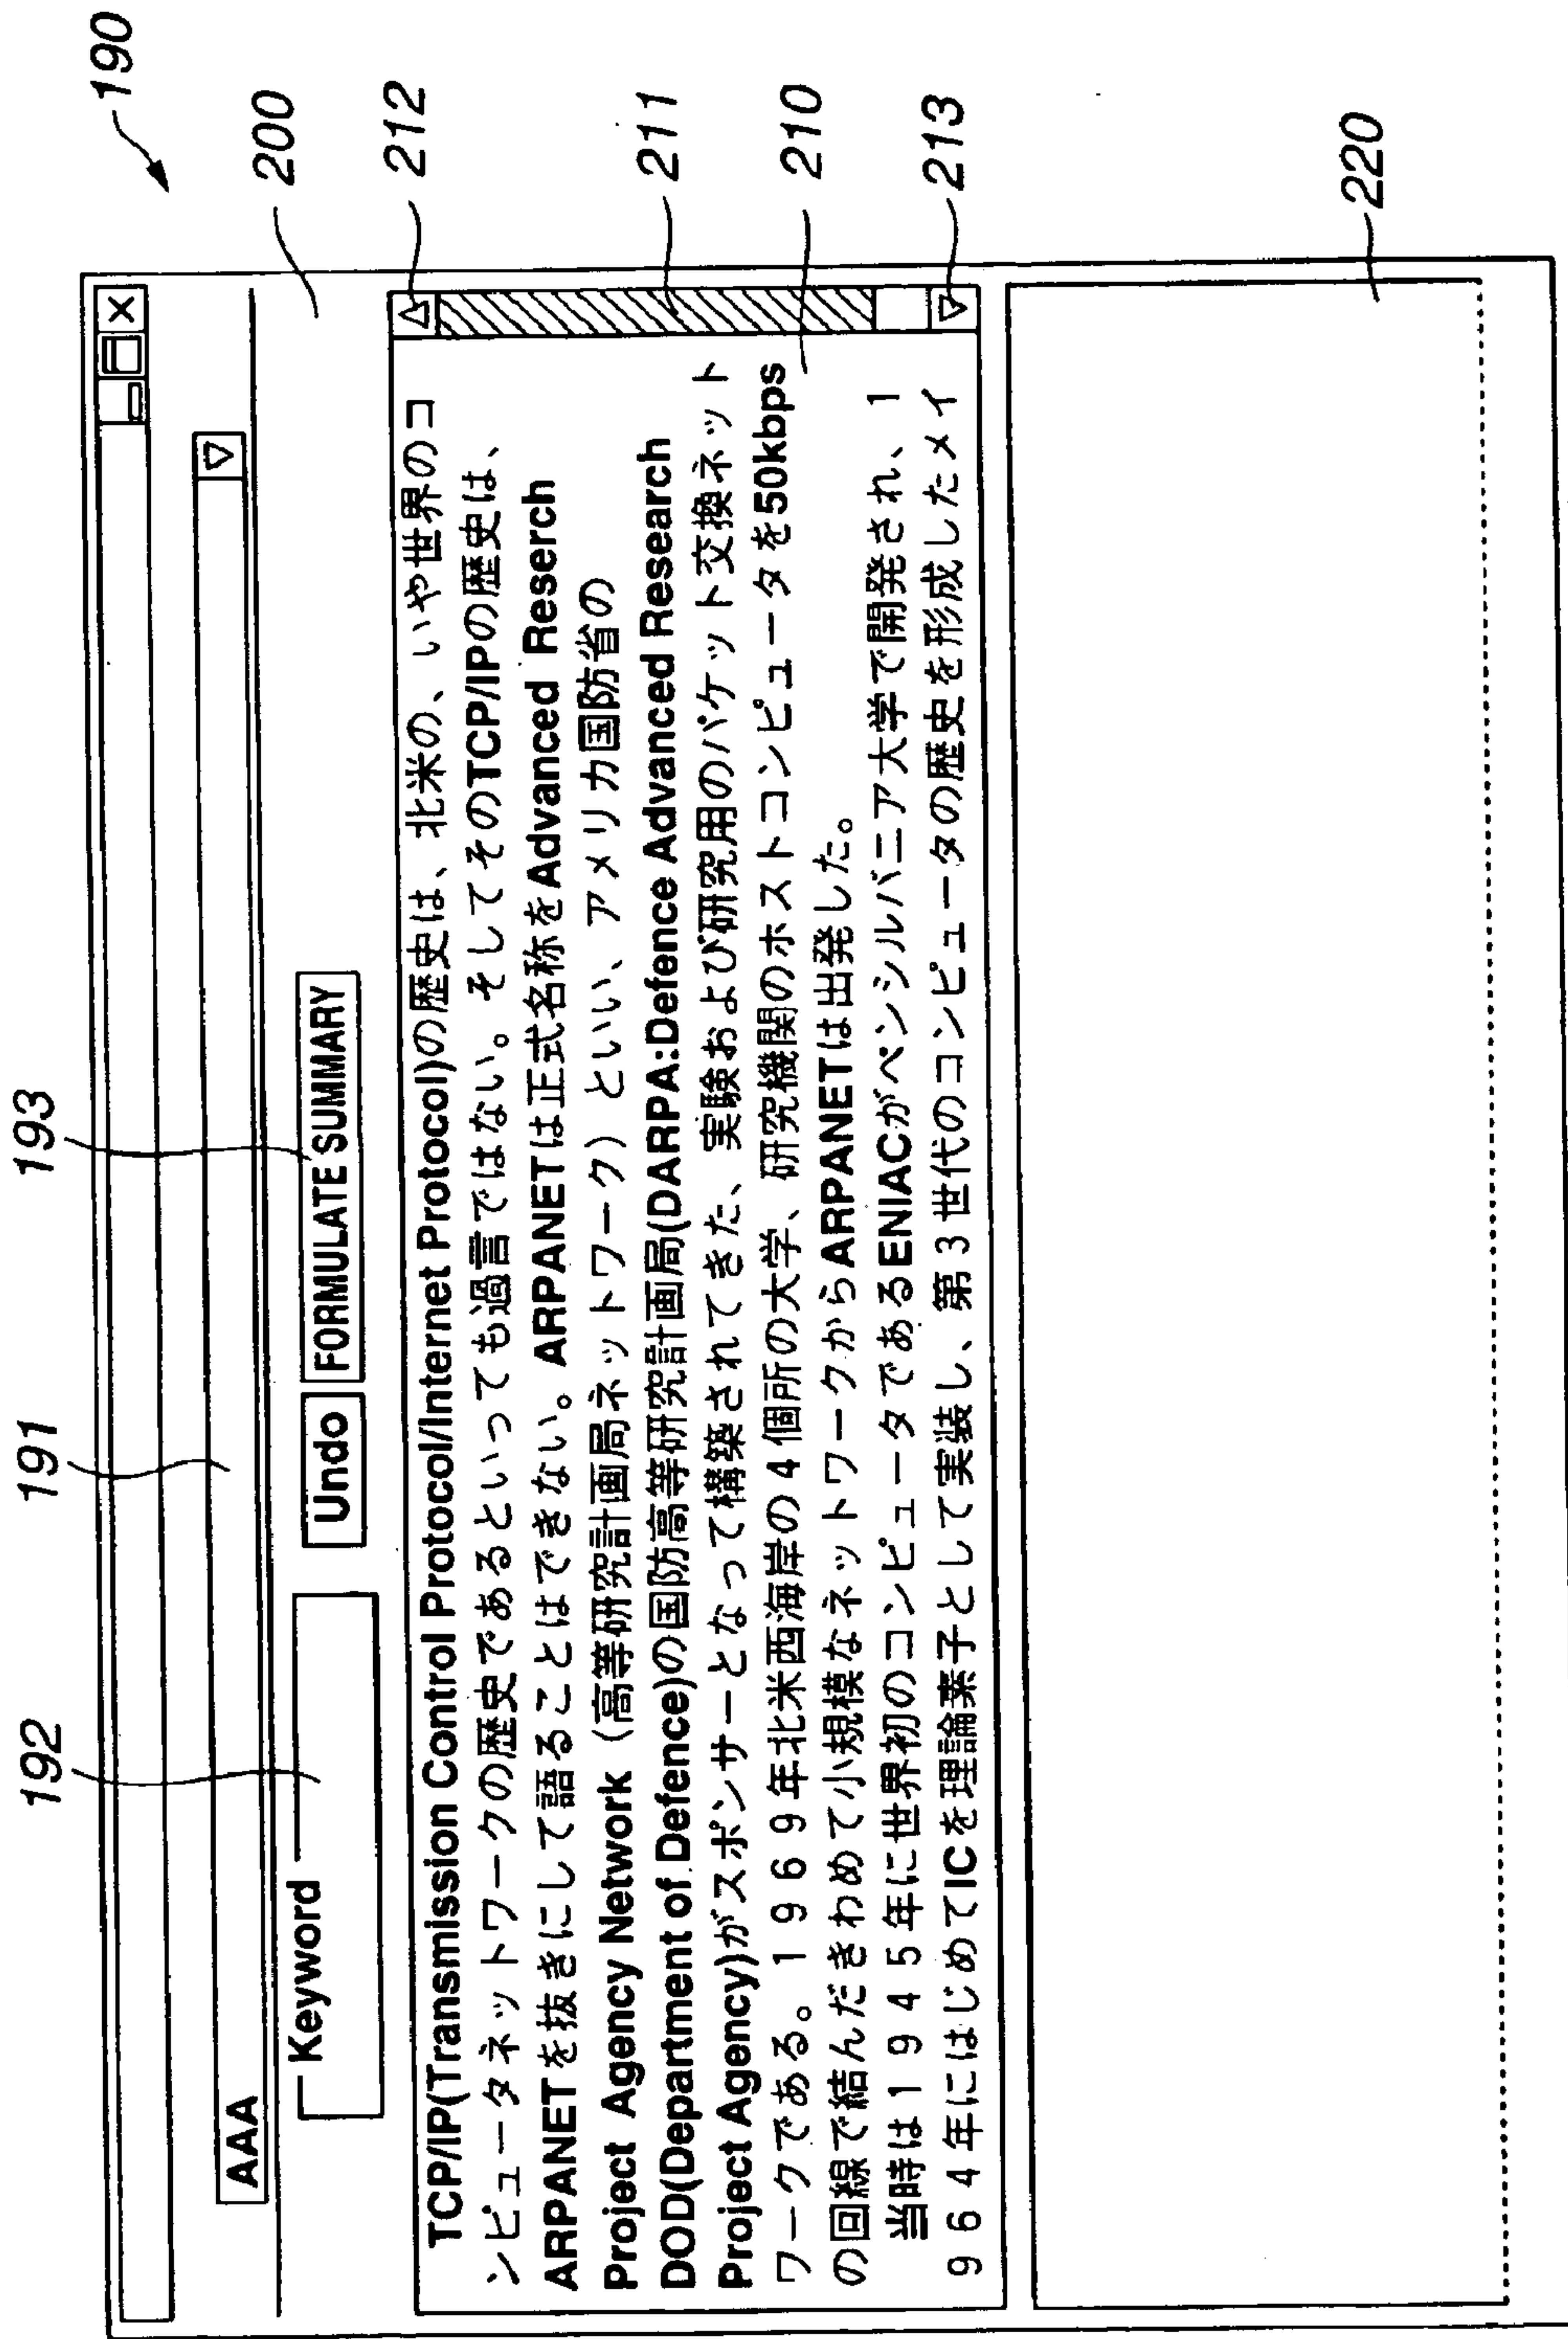 190
193
191
192
200
AAA
Keyword
Undo
FORMULATE SUMMARY
212
TCP/IP(Transmission Control Protocol/Internet Protocol)の歴史は、北米の、いや世界のコ
ンピュータネットワークの歴史であるといっても過言ではない。そしてそのTCP/IPの歴史は、
ARPANETを抜きにして語ることはできない。ARPANETは正式名称をAdvanced Reserch
Project Agency Network（高等研究計画局ネットワーク）といい、アメリカ国防省の
DOD(Department of Defence)の国防高等研究計画局(DARPA:Defence Advanced Research
Project Agency)がスポンサーとなって構築されてきた、実験および研究用のパケット交換ネット
ワークである。１９６９年北米西海岸の４個所の大学、研究機関のホストコンピュータを50kbps
の回線で結んだきわめて小規模なネットワークからARPANETは出発した。
当時は１９４５年に世界初のコンピュータであるENIACがペンシルバニア大学で開発され、１
９６４年にはじめてICを理論素子として実装し、第３世代のコンピュータの歴史を形成したメイ
211
210
213
220